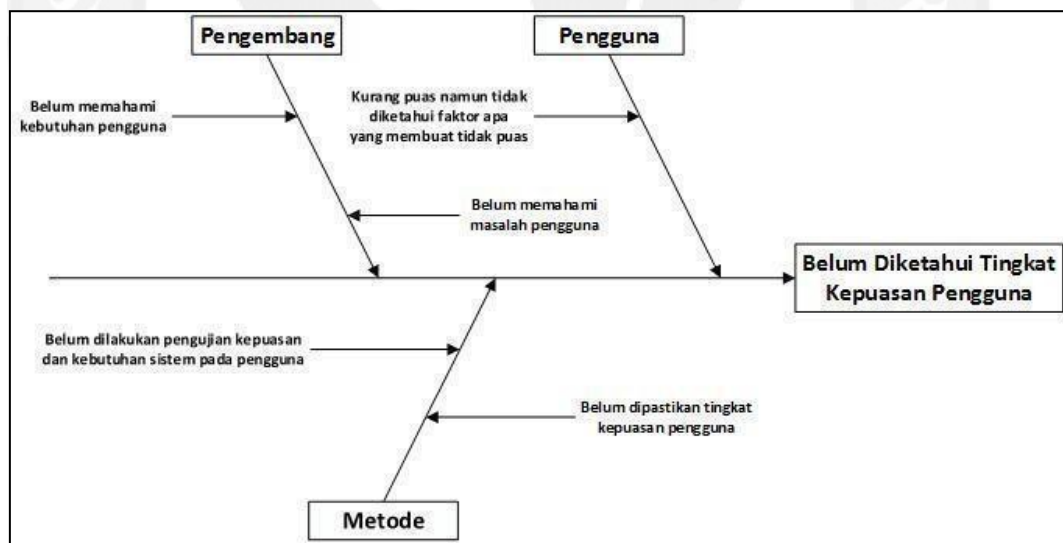 Pengembang
Pengguna
Belum memahami
kebutuhan pengguna
Kurang puas namun tidak
diketahui faktor apa
yang membuat tidak puas
Belum memahami
masalah pengguna
Belum Diketahui Tingkat
Kepuasan Pengguna
Belum dilakukan pengujian kepuasan
dan kebutuhan sistem pada pengguna
Belum dipastikan tingkat
kepuasan pengguna
Metode